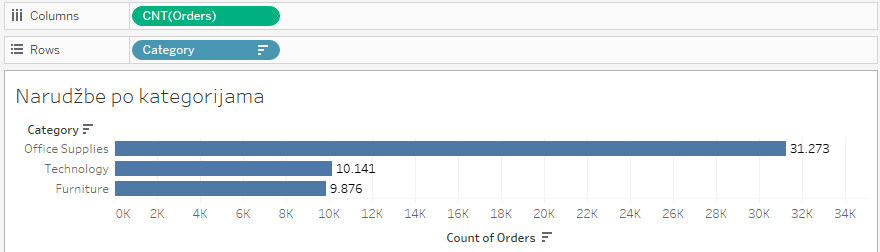 Columns CNT(Orders)
Rows Category
Narudžbe po kategorijama
Category
Office Supplies 31.273
Technology 10.141
Furniture 9.876
0K 2K 4K 6K 8K 10K 12K 14K 16K 18K 20K 22K 24K 26K 28K 30K 32K 34K
Count of Orders